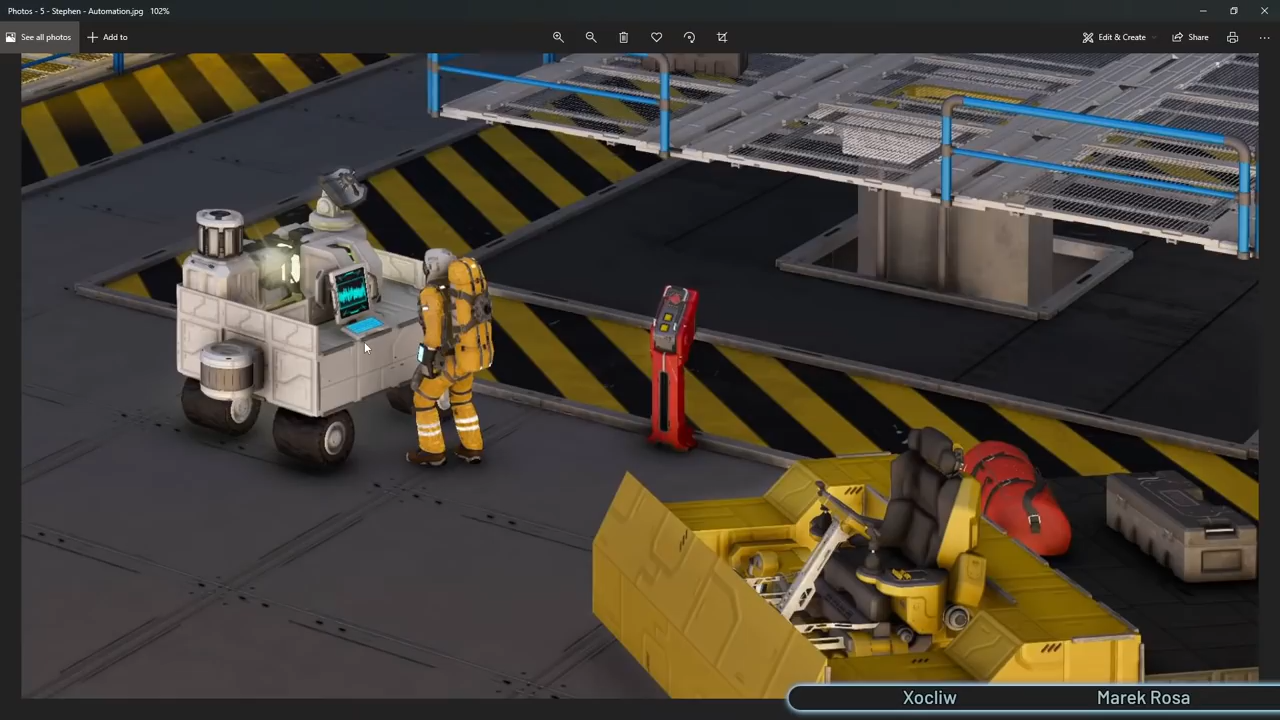 Photos - 5 - Stephen - Automation.jpg 102%
See all photos Add to Edit & Create Share
Xocliw Marek Rosa